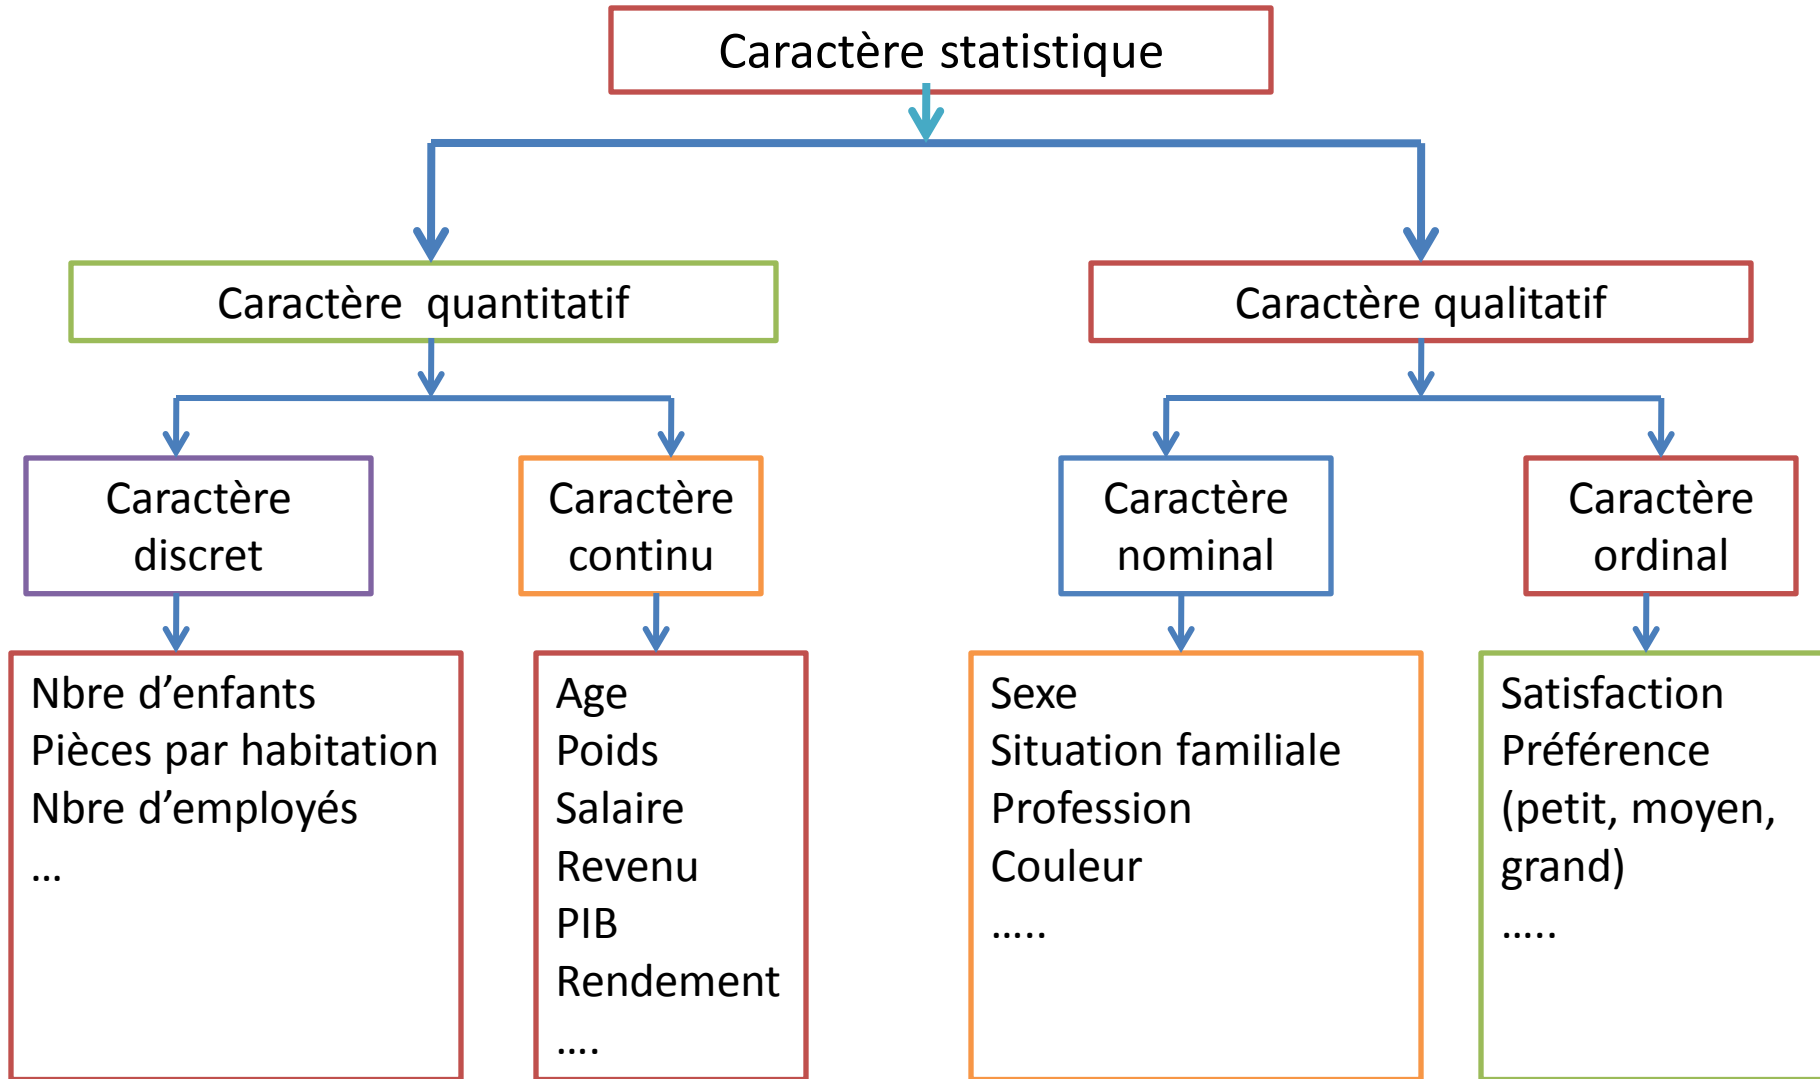 Caractère statistique
Caractère quantitatif
Caractère qualitatif
Caractère
discret
Caractère
continu
Caractère
nominal
Caractère
ordinal
Nbre d’enfants
Pièces par habitation
Nbre d’employés
…
Age
Poids
Salaire
Revenu
PIB
Rendement
….
Sexe
Situation familiale
Profession
Couleur
…..
Satisfaction
Préférence
(petit, moyen,
grand)
…..